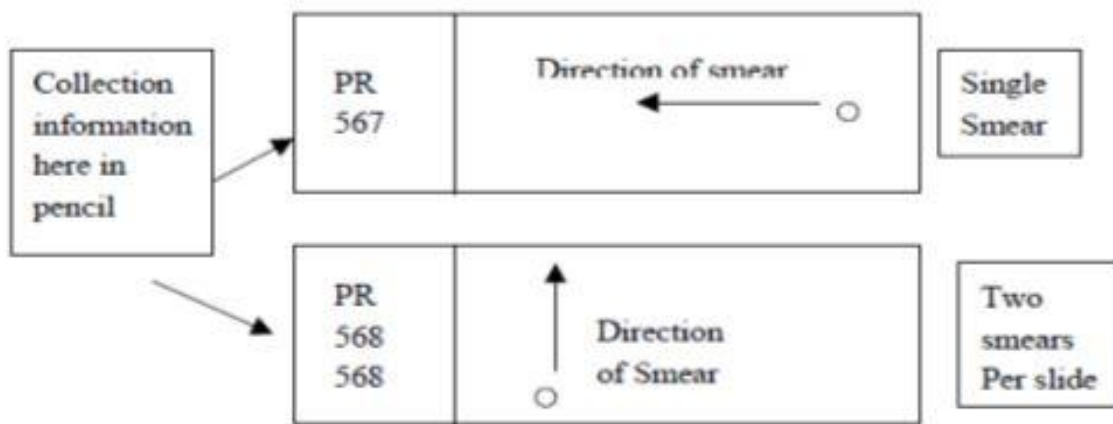 Collection
information
here in
pencil
PR
567
Direction of smear
Single
Smear
PR
568
568
Direction
of Smear
Two
smears
Per slide